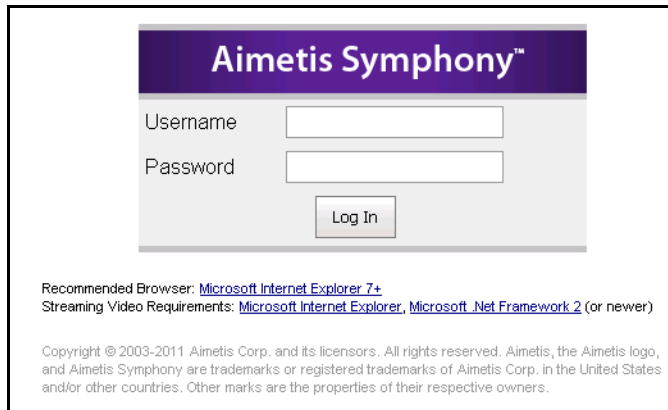 Aimetis Symphony™
Username
Password
Log In
Recommended Browser: Microsoft Internet Explorer 7+
Streaming Video Requirements: Microsoft Internet Explorer, Microsoft .Net Framework 2 (or newer)
Copyright © 2003-2011 Aimetis Corp. and its licensors. All rights reserved. Aimetis, the Aimetis logo,
and Aimetis Symphony are trademarks or registered trademarks of Aimetis Corp. in the United States
and/or other countries. Other marks are the properties of their respective owners.